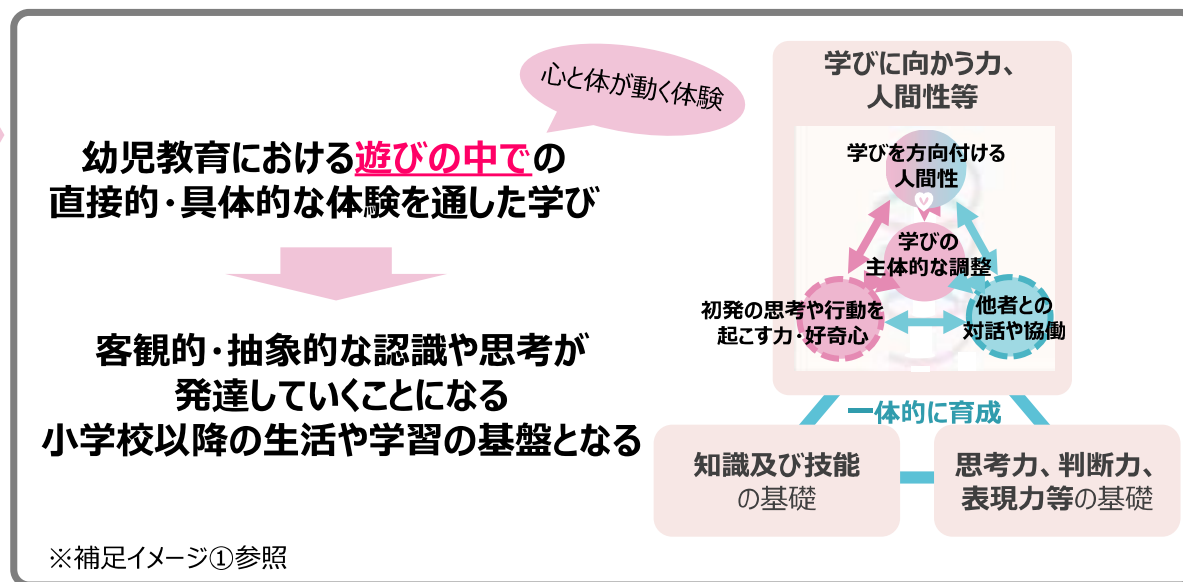 心と体が動く体験
幼児教育における遊びの中での
直接的・具体的な体験を通した学び
客観的・抽象的な認識や思考が
発達していくことになる
小学校以降の生活や学習の基盤となる
※補足イメージ①参照
学びに向かう力、
人間性等
学びを方向付ける
人間性
学びの
主体的な調整
初発の思考や行動を
起こす力・好奇心
他者との
対話や協働
一体的に育成
知識及び技能
の基礎
思考力、判断力、
表現力等の基礎